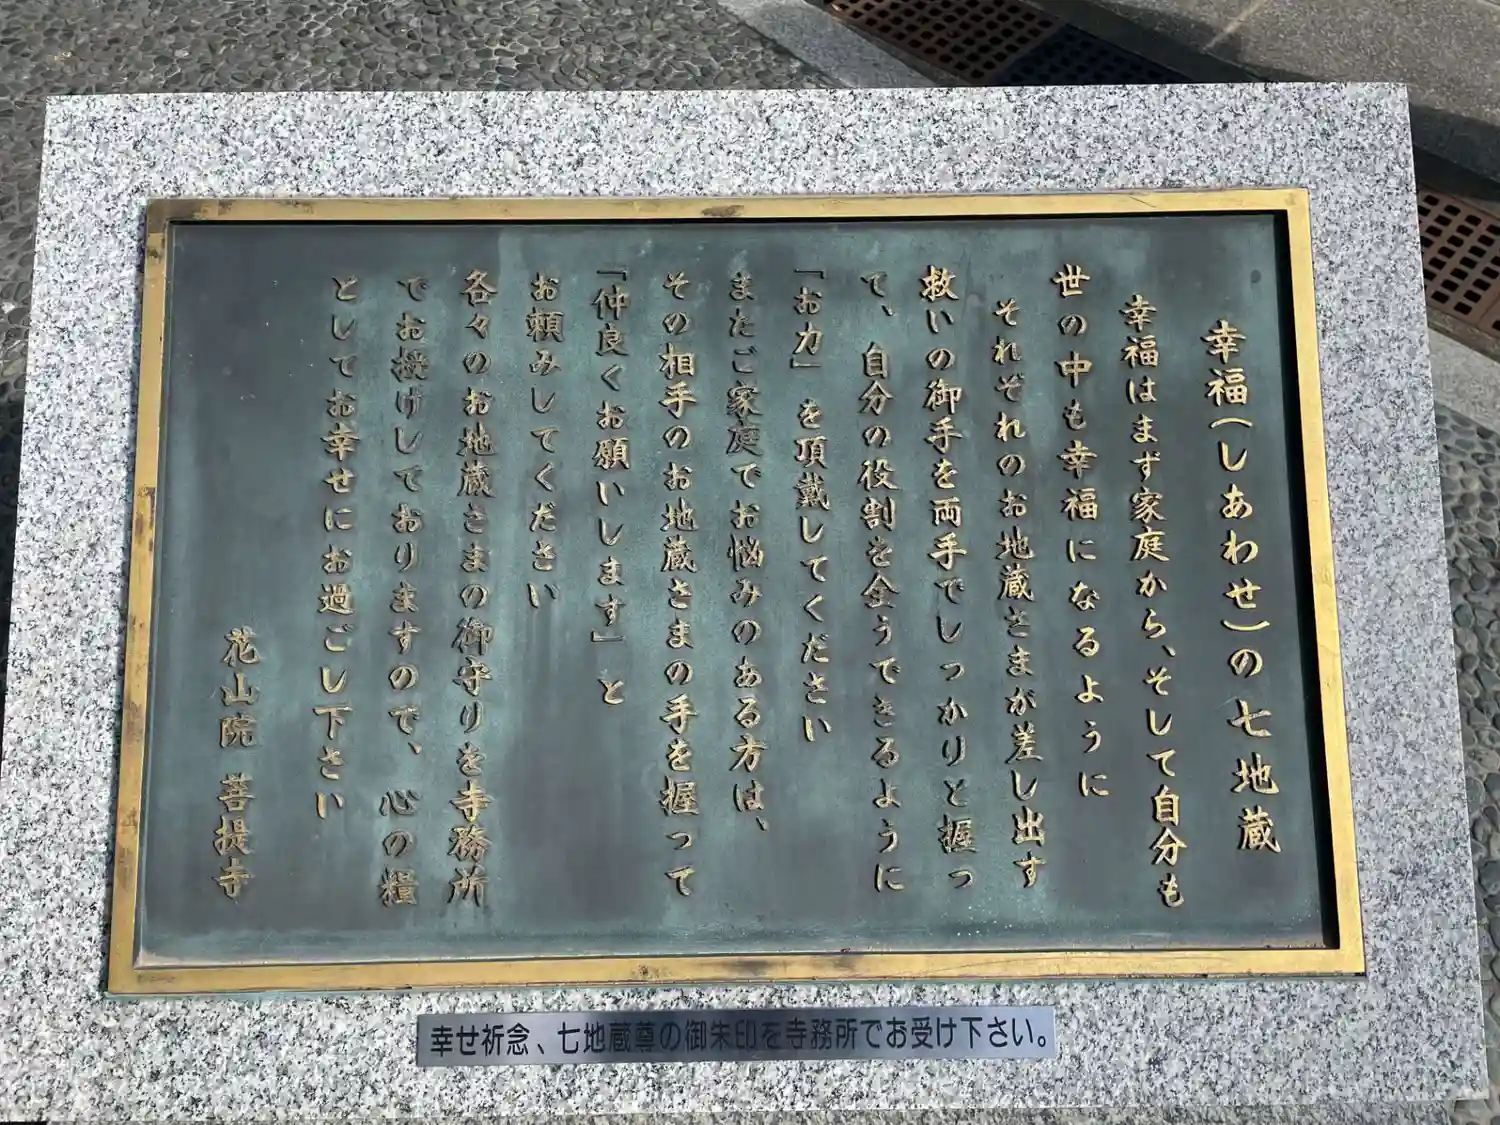 幸福(しあわせ)の七地蔵
幸福はまず家庭から、そして自分も
世の中も幸福になるように
それぞれのお地蔵さまが差し出す
救いの御手を両手でしっかりと握っ
て、自分の役割を全うできるように
「お力」を頂戴してください
またご家庭でお悩みのある方は、
その相手のお地蔵さまの手を握って
「仲良くお願いします」と
お頼みしてください
各々のお地蔵さまの御守りを寺務所
でお授けしておりますので、心の糧
としてお幸せにお過ごし下さい
花山院 菩提寺
幸せ祈念、七地蔵尊の御朱印を寺務所でお受け下さい。